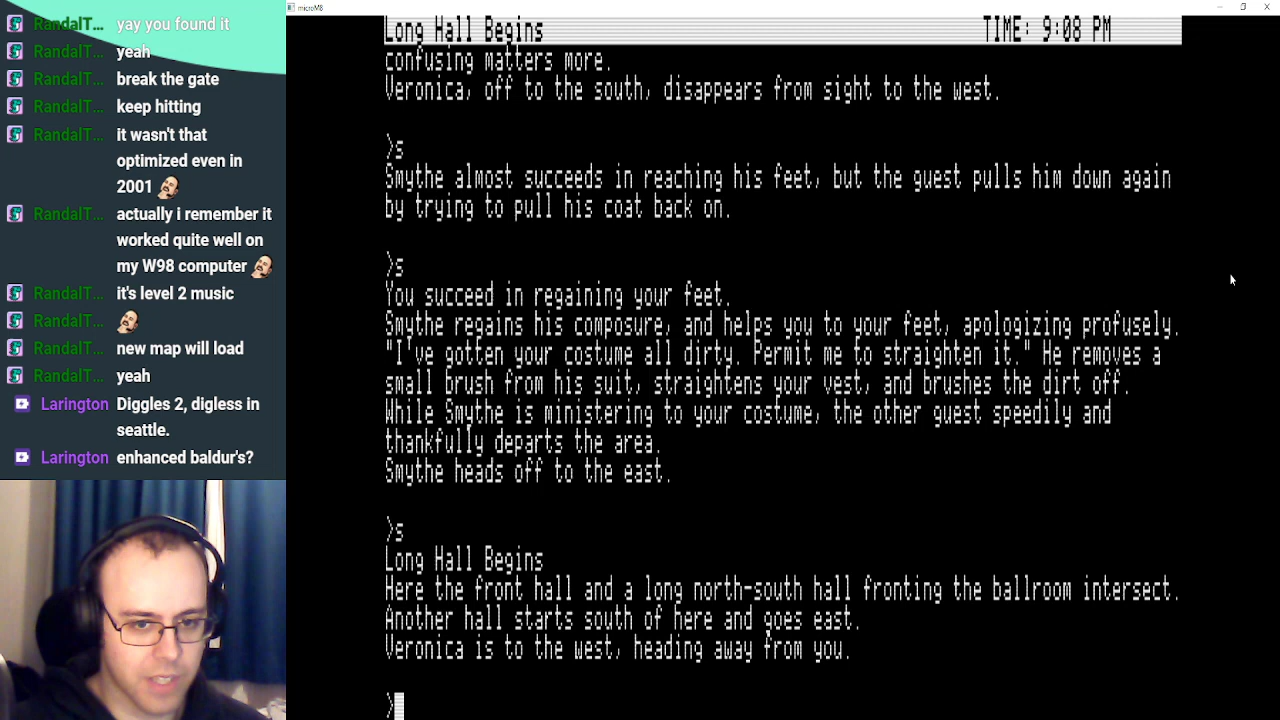 RandalT... yay you found it
RandalT... yeah
RandalT... break the gate
RandalT... keep hitting
RandalT... it wasn't that
optimized even in
2001
RandalT... actually i remember it
worked quite well on
my W98 computer
RandalT... it's level 2 music
RandalT...
RandalT... new map will load
RandalT... yeah
Larington Diggles 2, digless in
seattle.
Larington enhanced baldur's?
microM8
Long Hall Begins TIME: 9:08 PM
confusing matters more.
Veronica, off to the south, disappears from sight to the west.
>s
Smythe almost succeeds in reaching his feet, but the guest pulls him down again
by trying to pull his coat back on.
>s
You succeed in regaining your feet.
Smythe regains his composure, and helps you to your feet, apologizing profusely.
"I've gotten your costume all dirty. Permit me to straighten it." He removes a
small brush from his suit, straightens your vest, and brushes the dirt off.
While Smythe is ministering to your costume, the other guest speedily and
thankfully departs the area.
Smythe heads off to the east.
>s
Long Hall Begins
Here the front hall and a long north-south hall fronting the ballroom intersect.
Another hall starts south of here and goes east.
Veronica is to the west, heading away from you.
>